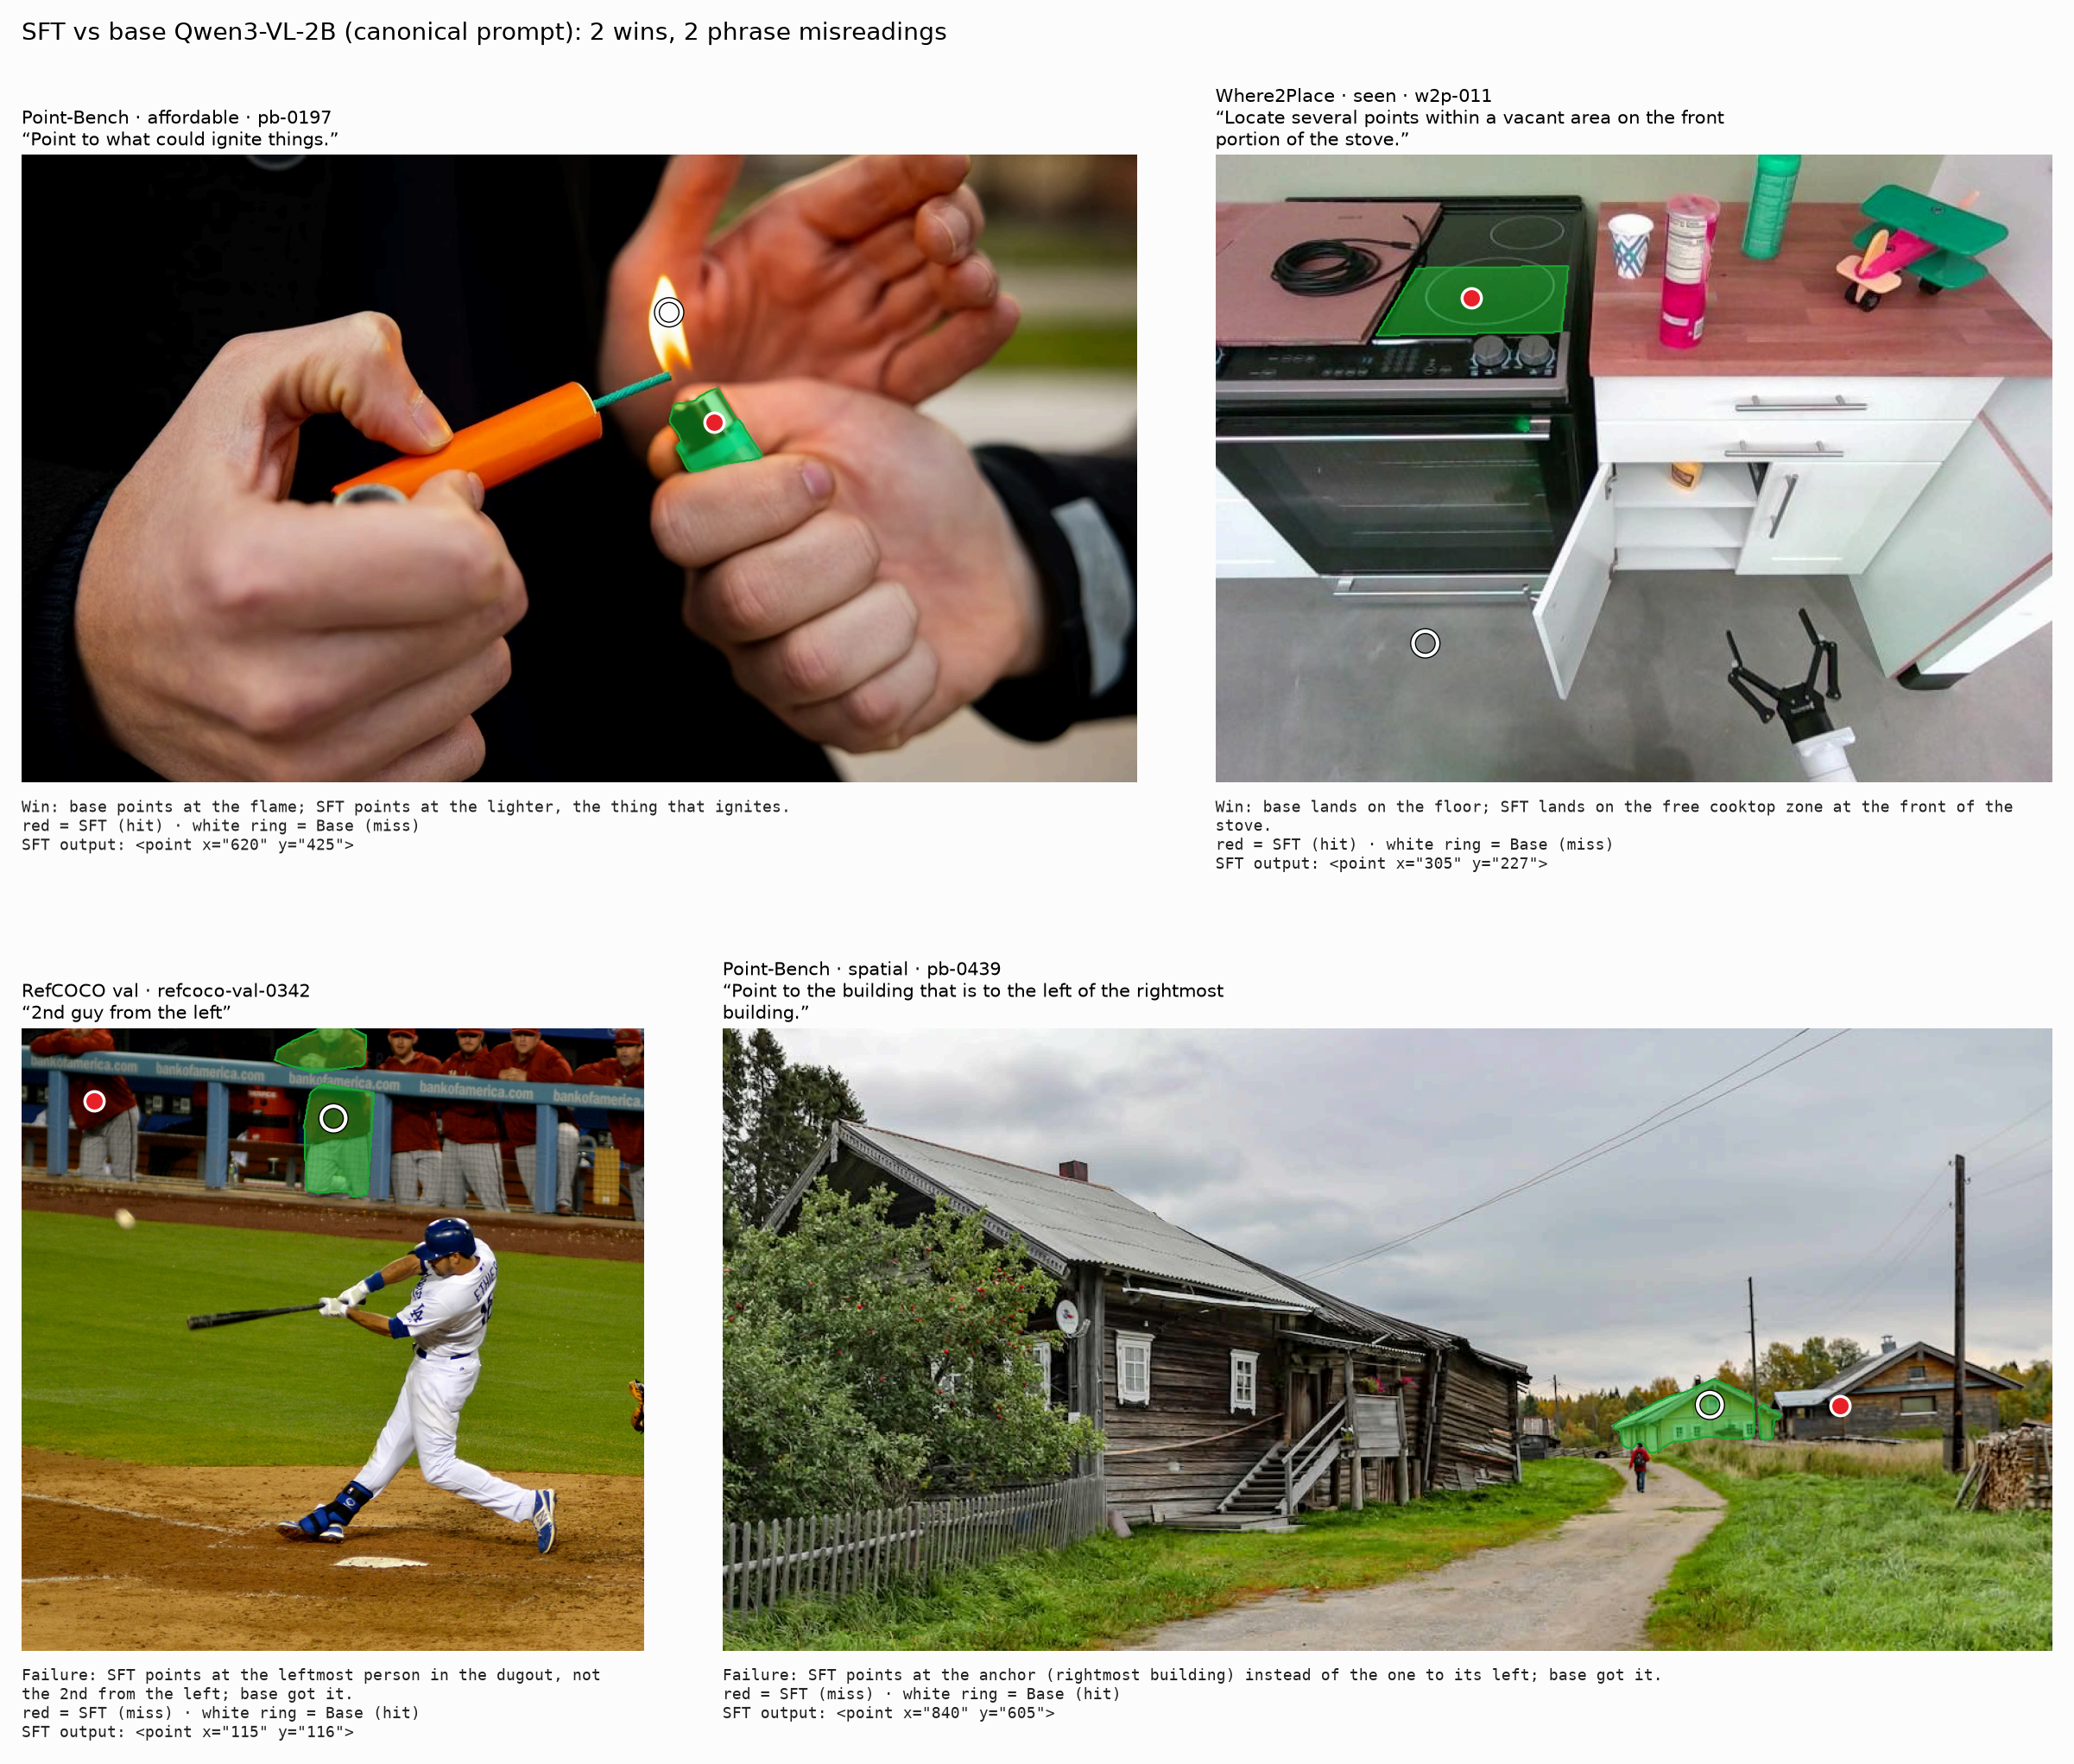 SFT vs base Qwen3-VL-2B (canonical prompt): 2 wins, 2 phrase misreadings
Point-Bench · affordable · pb-0197
“Point to what could ignite things.”
Win: base points at the flame; SFT points at the lighter, the thing that ignites.
red = SFT (hit) · white ring = Base (miss)
SFT output: <point x="620" y="425">
Where2Place · seen · w2p-011
“Locate several points within a vacant area on the front
portion of the stove.”
Win: base lands on the floor; SFT lands on the free cooktop zone at the front of the
stove.
red = SFT (hit) · white ring = Base (miss)
SFT output: <point x="305" y="227">
RefCOCO val · refcoco-val-0342
“2nd guy from the left”
bankofamerica.com bankofamerica.com bankofamerica.com bankofamerica.com bankofamerica.
Failure: SFT points at the leftmost person in the dugout, not
the 2nd from the left; base got it.
red = SFT (miss) · white ring = Base (hit)
SFT output: <point x="115" y="116">
Point-Bench · spatial · pb-0439
“Point to the building that is to the left of the rightmost
building.”
Failure: SFT points at the anchor (rightmost building) instead of the one to its left; base got it.
red = SFT (miss) · white ring = Base (hit)
SFT output: <point x="840" y="605">